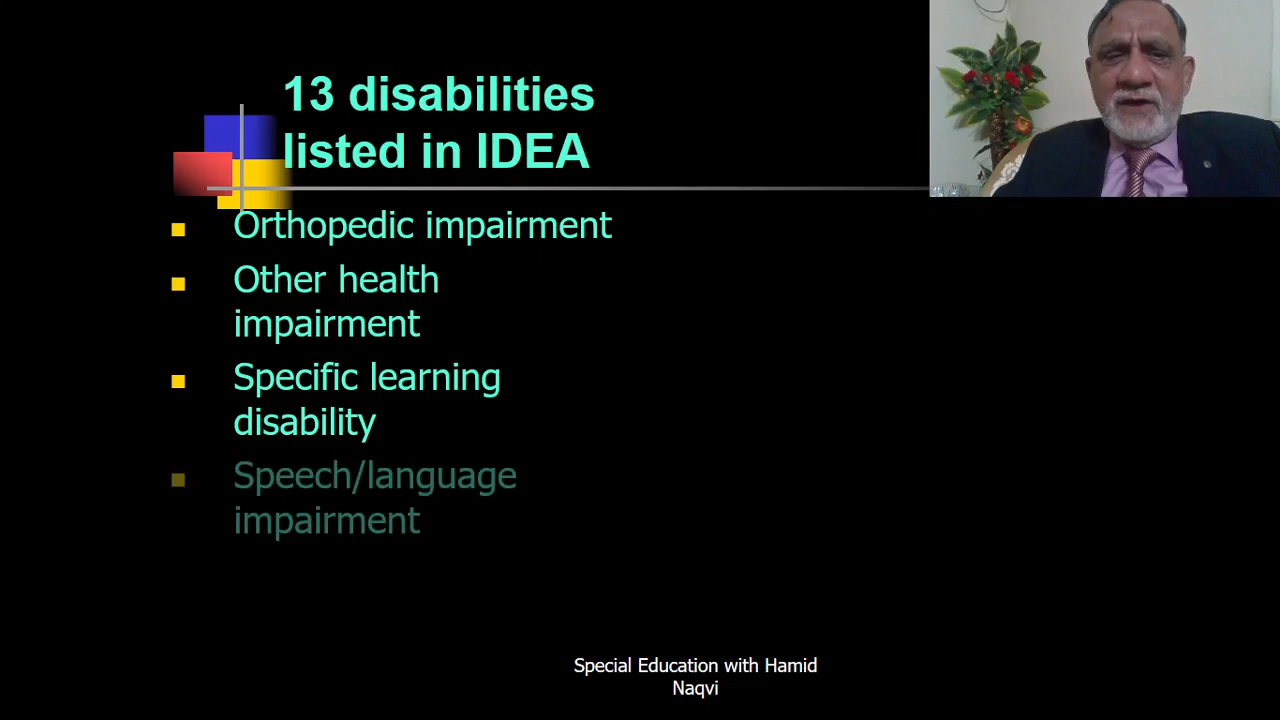 13 disabilities
listed in IDEA
Orthopedic impairment
Other health
impairment
Specific learning
disability
Speech/language
impairment
Special Education with Hamid
Naqvi